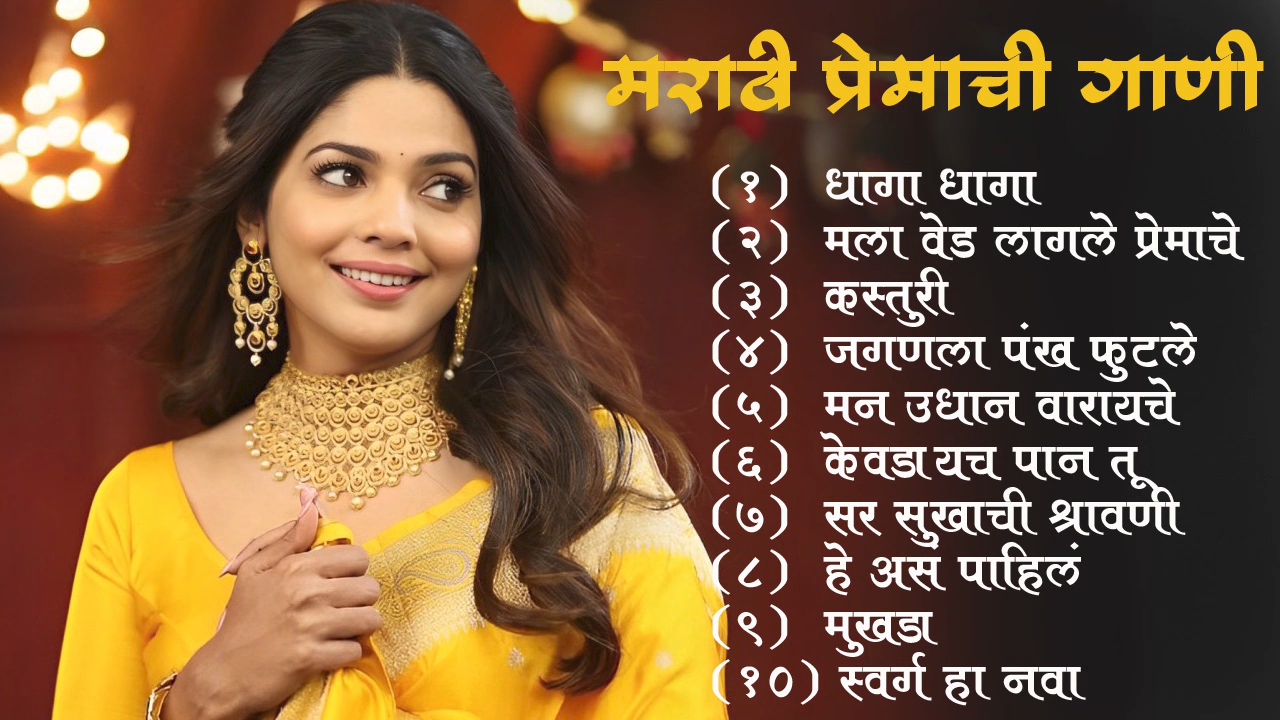 मराठी प्रेमाची गाणी
(१) धागा धागा
(२) मला वेड लागले प्रेमाचे
(३) कस्तुरी
(४) जगणला पंख फुटले
(५) मन उधान वारायचे
(६) केवडायच पान तू
(७) सर सुखाची श्रावणी
(८) हे असं पाहिलं
(९) मुखडा
(१०) स्वर्ग हा नवा